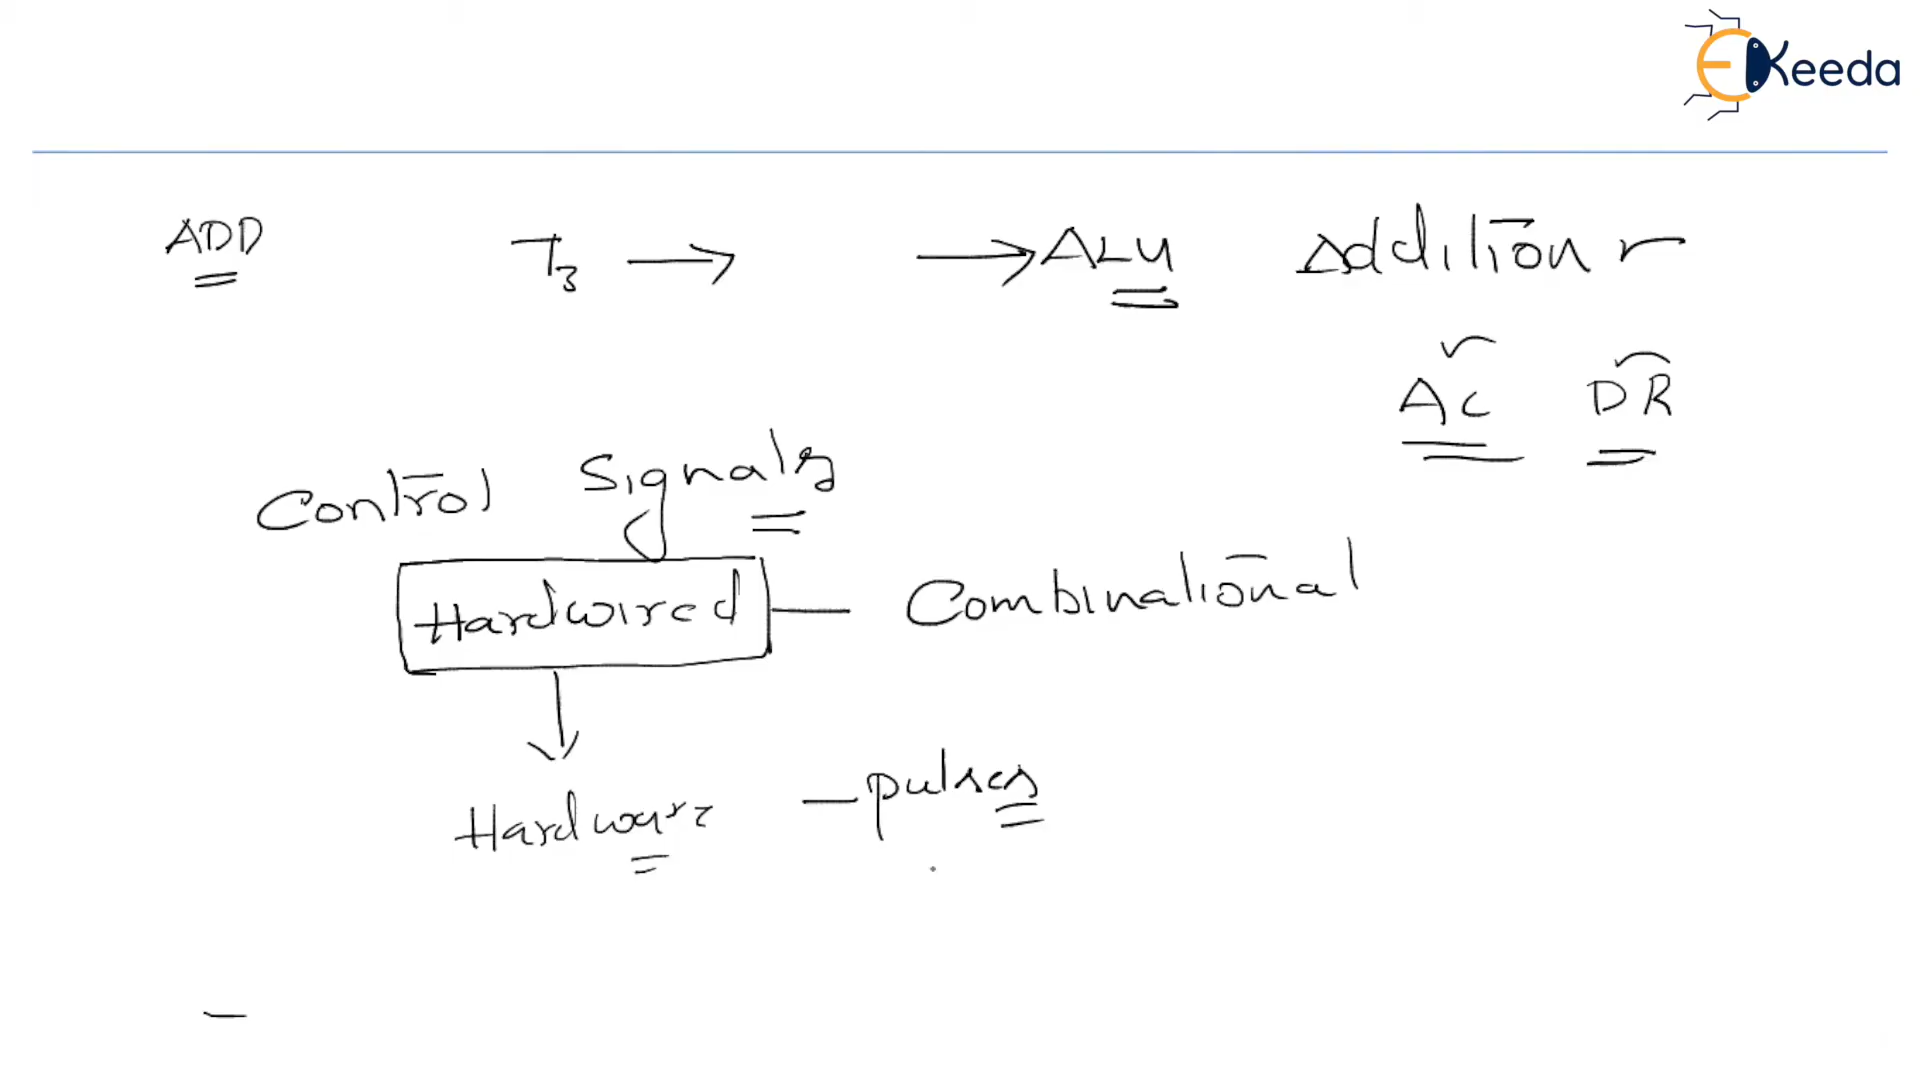 EKeeda
ADD T3 → → ALU Addition
AC DR
Control Signals
Hardwired — Combinational
Hardware — pulses